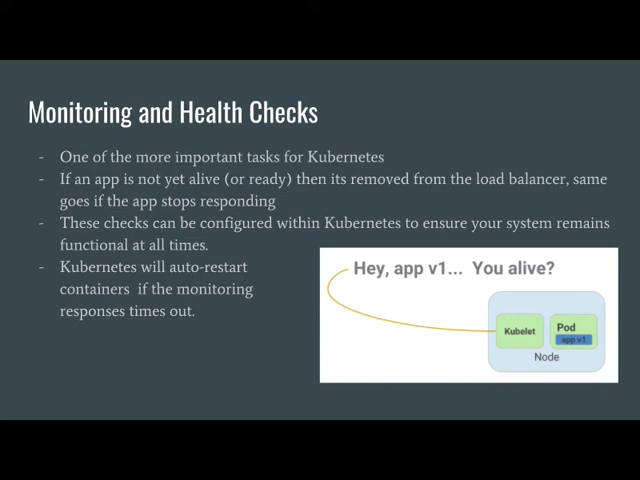 Monitoring and Health Checks
- One of the more important tasks for Kubernetes
- If an app is not yet alive (or ready) then its removed from the load balancer, same
goes if the app stops responding
- These checks can be configured within Kubernetes to ensure your system remains
functional at all times.
- Kubernetes will auto-restart
containers if the monitoring
responses times out.
Hey, app v1... You alive?
Kubelet
Pod
app v1
Node